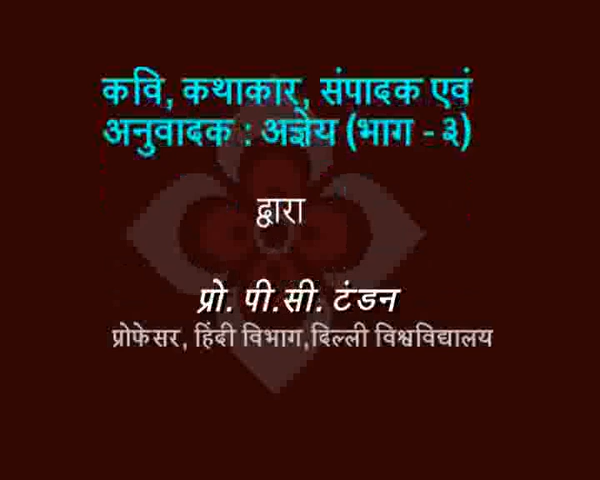 कवि, कथाकार, संपादक एवं
अनुवादक : अज्ञेय (भाग - ३)
द्वारा
प्रो. पी.सी. टंडन
प्रोफेसर, हिंदी विभाग,दिल्ली विश्वविद्यालय